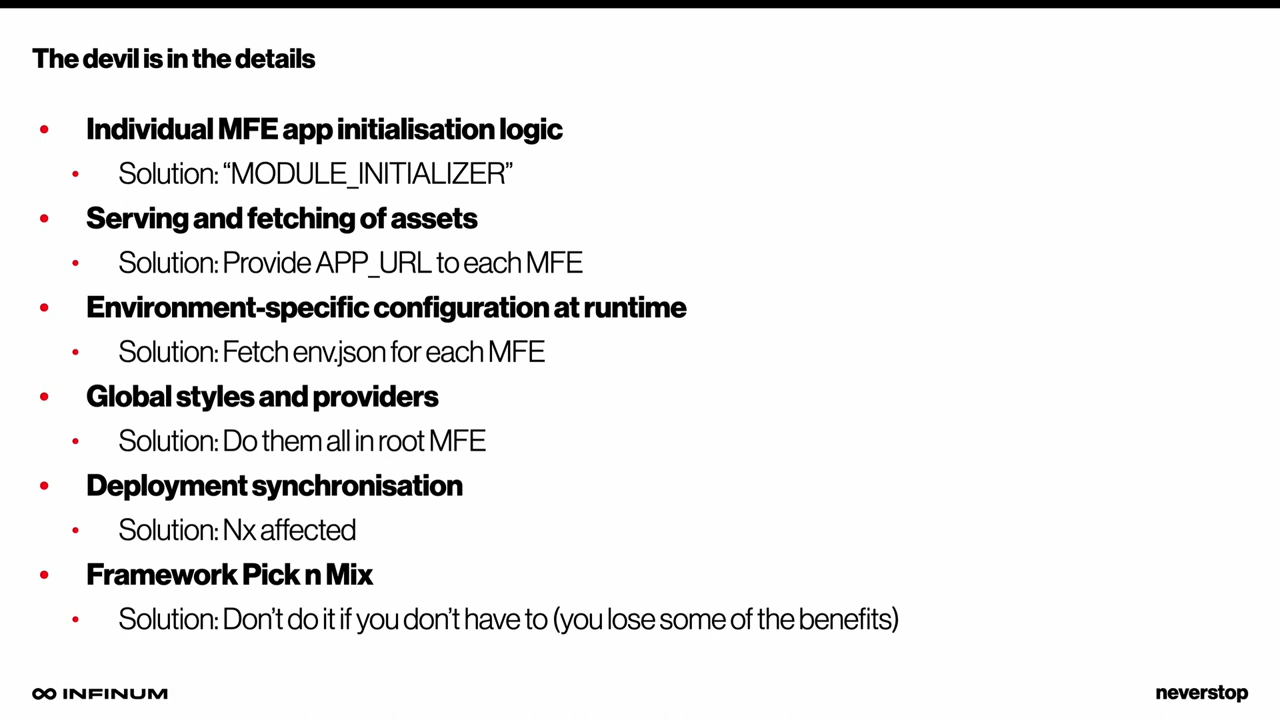 The devil is in the details
• Individual MFE app initialisation logic
• Solution: “MODULE_INITIALIZER”
• Serving and fetching of assets
• Solution: Provide APP_URL to each MFE
• Environment-specific configuration at runtime
• Solution: Fetch env.json for each MFE
• Global styles and providers
• Solution: Do them all in root MFE
• Deployment synchronisation
• Solution: Nx affected
• Framework Pick n Mix
• Solution: Don’t do it if you don’t have to (you lose some of the benefits)
INFINUM
neverstop